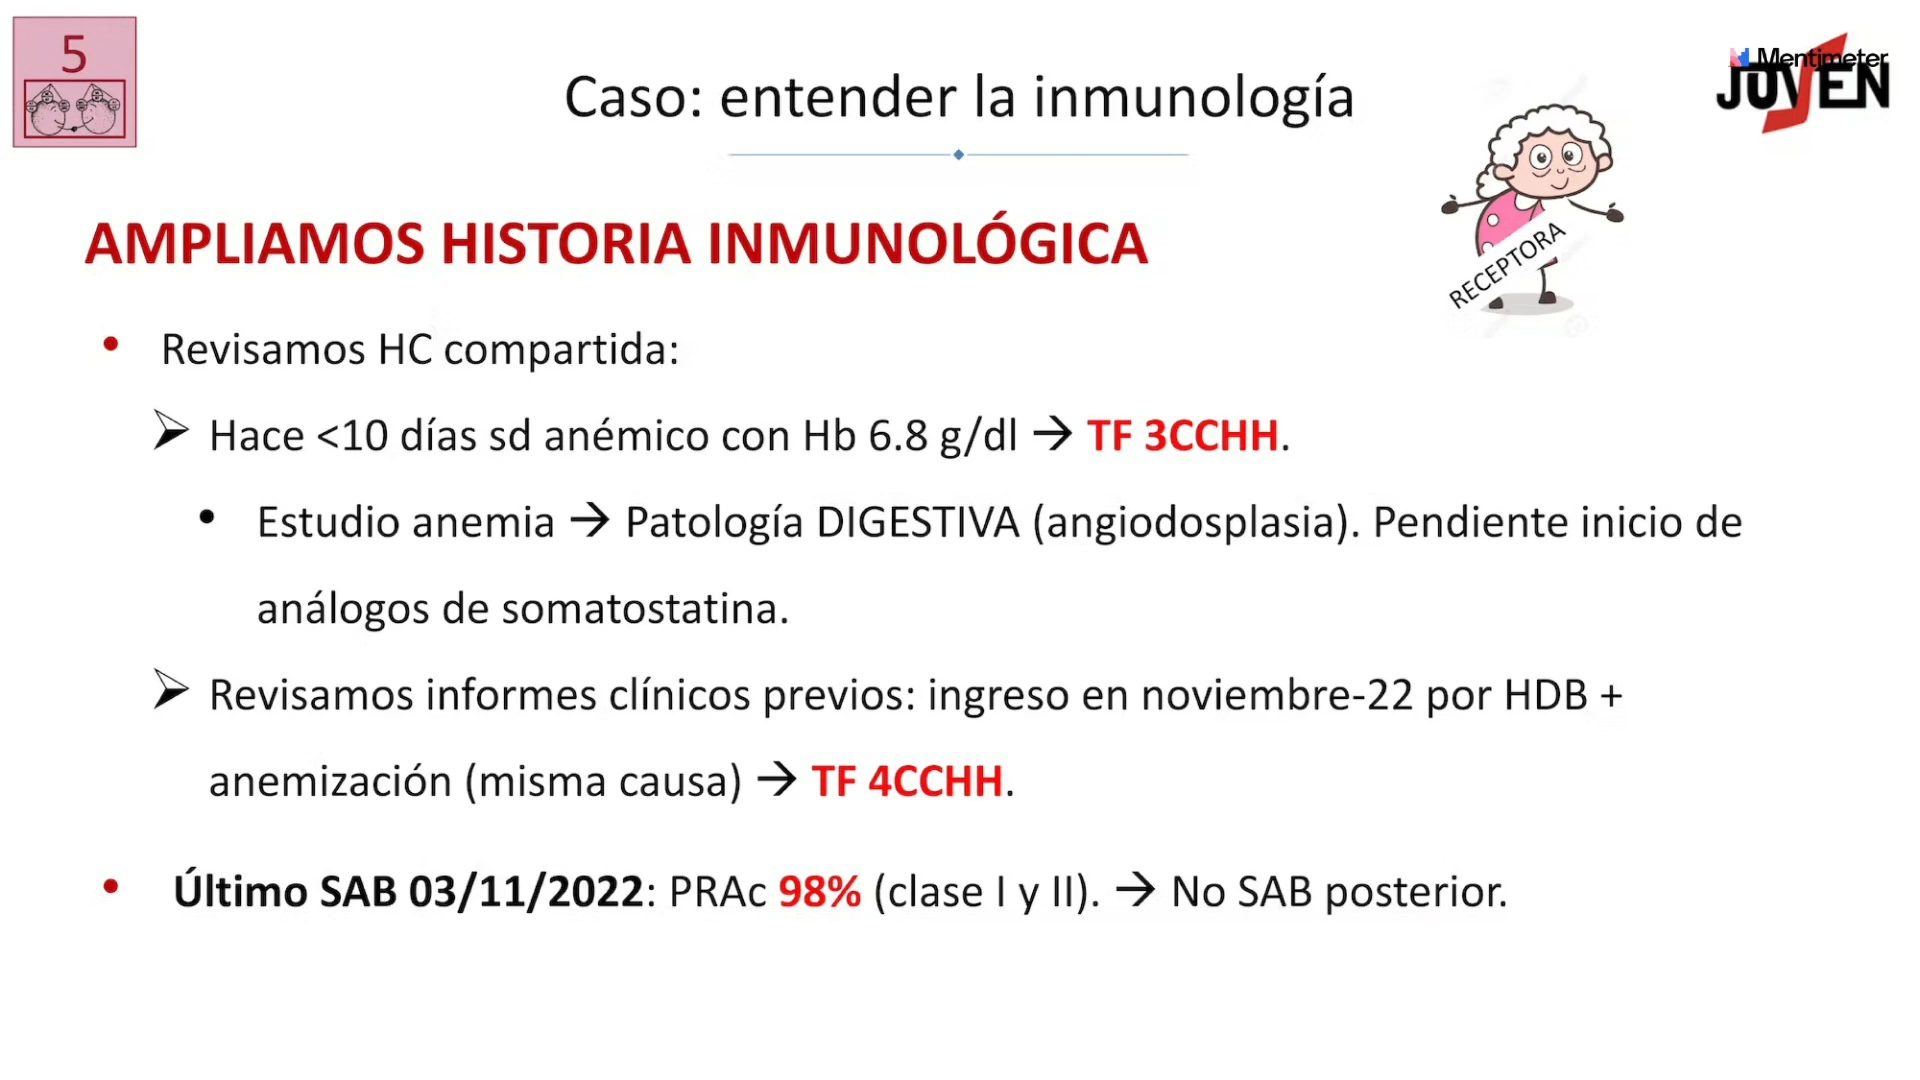 5
Mentimeter
JOVEN
Caso: entender la inmunología
RECEPTORA
AMPLIAMOS HISTORIA INMUNOLÓGICA
• Revisamos HC compartida:
➢ Hace <10 días sd anémico con Hb 6.8 g/dl → TF 3CCHH.
• Estudio anemia → Patología DIGESTIVA (angiodosplasia). Pendiente inicio de
análogos de somatostatina.
➢ Revisamos informes clínicos previos: ingreso en noviembre-22 por HDB +
anemización (misma causa) → TF 4CCHH.
• Último SAB 03/11/2022: PRAc 98% (clase I y II). → No SAB posterior.